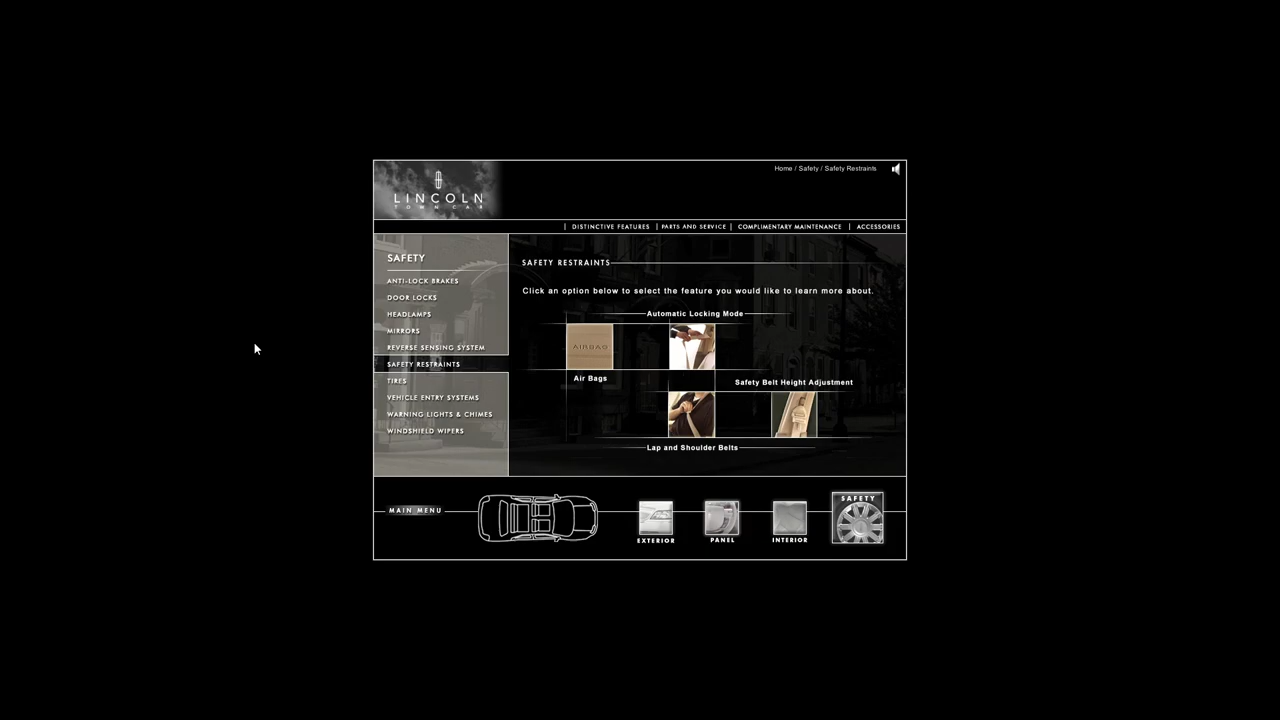 Home / Safety / Safety Restraints
LINCOLN
TOWN CAR
DISTINCTIVE FEATURES | PARTS AND SERVICE | COMPLIMENTARY MAINTENANCE | ACCESSORIES
SAFETY
ANTI-LOCK BRAKES
DOOR LOCKS
HEADLAMPS
MIRRORS
REVERSE SENSING SYSTEM
SAFETY RESTRAINTS
TIRES
VEHICLE ENTRY SYSTEMS
WARNING LIGHTS & CHIMES
WINDSHIELD WIPERS
SAFETY RESTRAINTS
Click an option below to select the feature you would like to learn more about.
Automatic Locking Mode
AIRBAG
Air Bags
Safety Belt Height Adjustment
Lap and Shoulder Belts
MAIN MENU
EXTERIOR
PANEL
INTERIOR
SAFETY